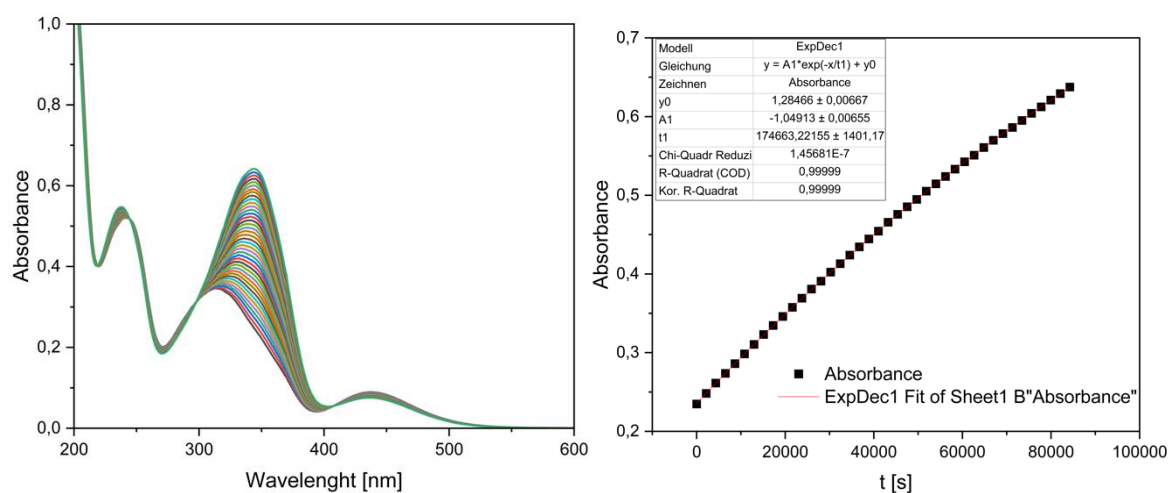 1,0
0,8
0,6
0,4
0,2
0,0
Absorbance
200 300 400 500 600
Wavelenght [nm]
0,7
0,6
0,5
0,4
0,3
0,2
Absorbance
Modell ExpDec1
Gleichung y = A1*exp(-x/t1) + y0
Zeichnen Absorbance
y0 1,28466 ± 0,00667
A1 -1,04913 ± 0,00655
t1 174663,22155 ± 1401,17
Chi-Quadr Reduzi 1,45681E-7
R-Quadrat (COD) 0,99999
Kor. R-Quadrat 0,99999
Absorbance
ExpDec1 Fit of Sheet1 B"Absorbance"
0 20000 40000 60000 80000 100000
t [s]